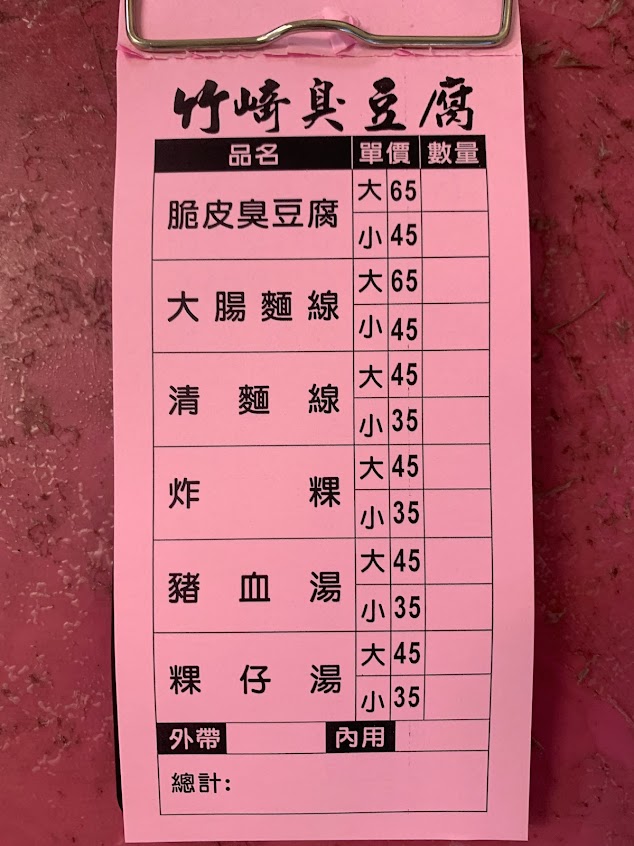 竹崎臭豆腐
品名 單價 數量
脆皮臭豆腐 大 65
小 45
大腸麵線 大 65
小 45
清麵線 大 45
小 35
炸粿 大 45
小 35
豬血湯 大 45
小 35
粿仔湯 大 45
小 35
外帶 內用
總計: